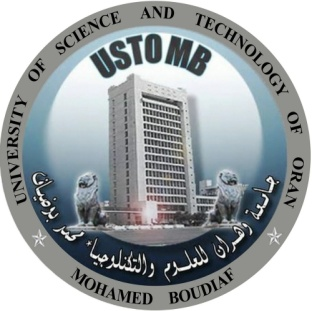 UNIVERSITY OF SCIENCE AND TECHNOLOGY OF ORAN
USTO MB
جامعة وهران للعلوم والتكنولوجيا محمد بوضياف
MOHAMED BOUDIAF